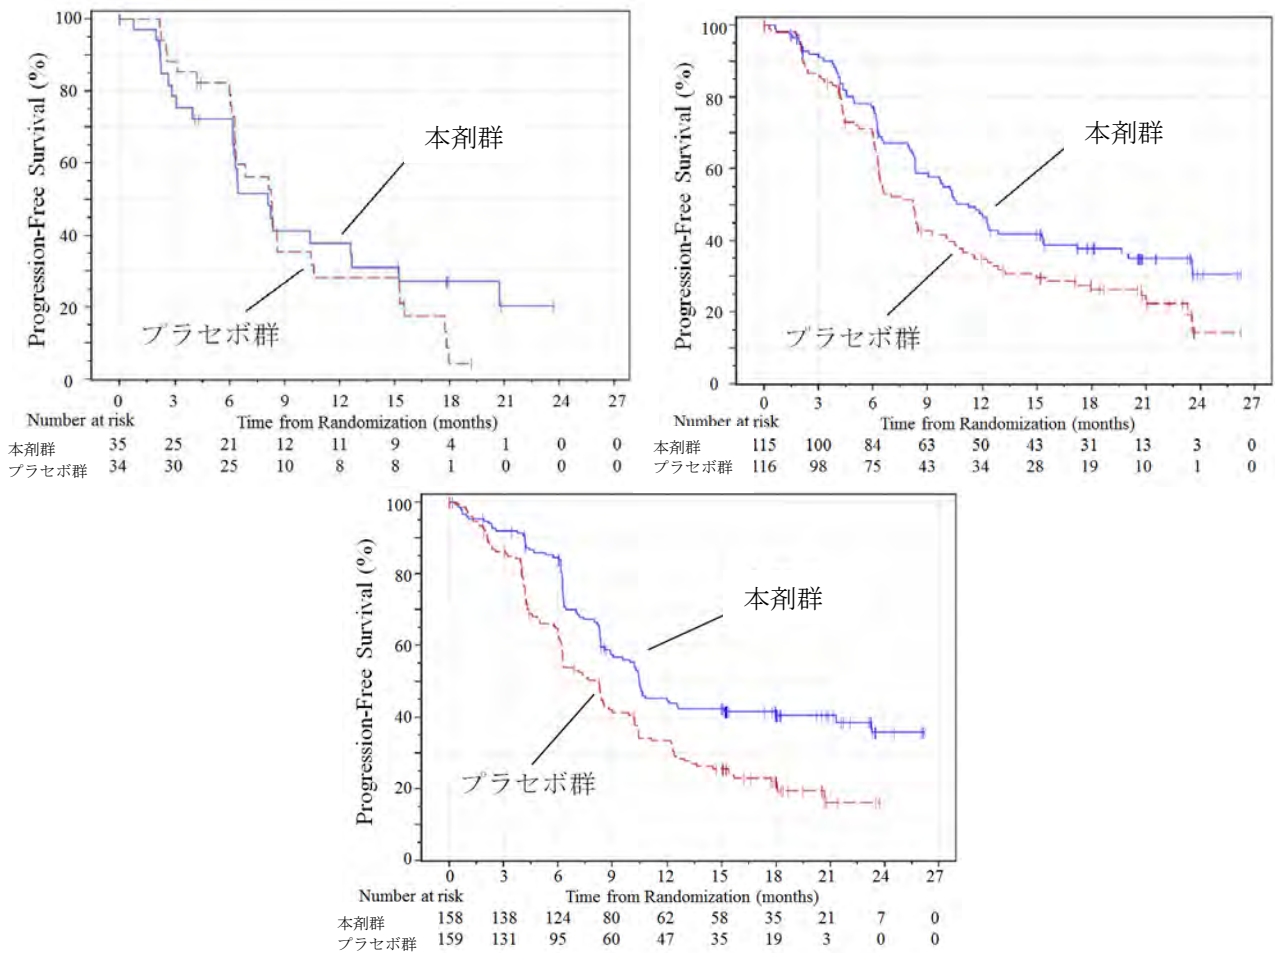 Progression-Free Survival (%)
100
80
60
40
20
0
本剤群
プラセボ群
0 3 6 9 12 15 18 21 24 27
Number at risk Time from Randomization (months)
本剤群 35 25 21 12 11 9 4 1 0 0
プラセボ群 34 30 25 10 8 8 1 0 0 0
Progression-Free Survival (%)
100
80
60
40
20
0
本剤群
プラセボ群
0 3 6 9 12 15 18 21 24 27
Number at risk Time from Randomization (months)
本剤群 115 100 84 63 50 43 31 13 3 0
プラセボ群 116 98 75 43 34 28 19 10 1 0
Progression-Free Survival (%)
100
80
60
40
20
0
本剤群
プラセボ群
0 3 6 9 12 15 18 21 24 27
Number at risk Time from Randomization (months)
本剤群 158 138 124 80 62 58 35 21 7 0
プラセボ群 159 131 95 60 47 35 19 3 0 0